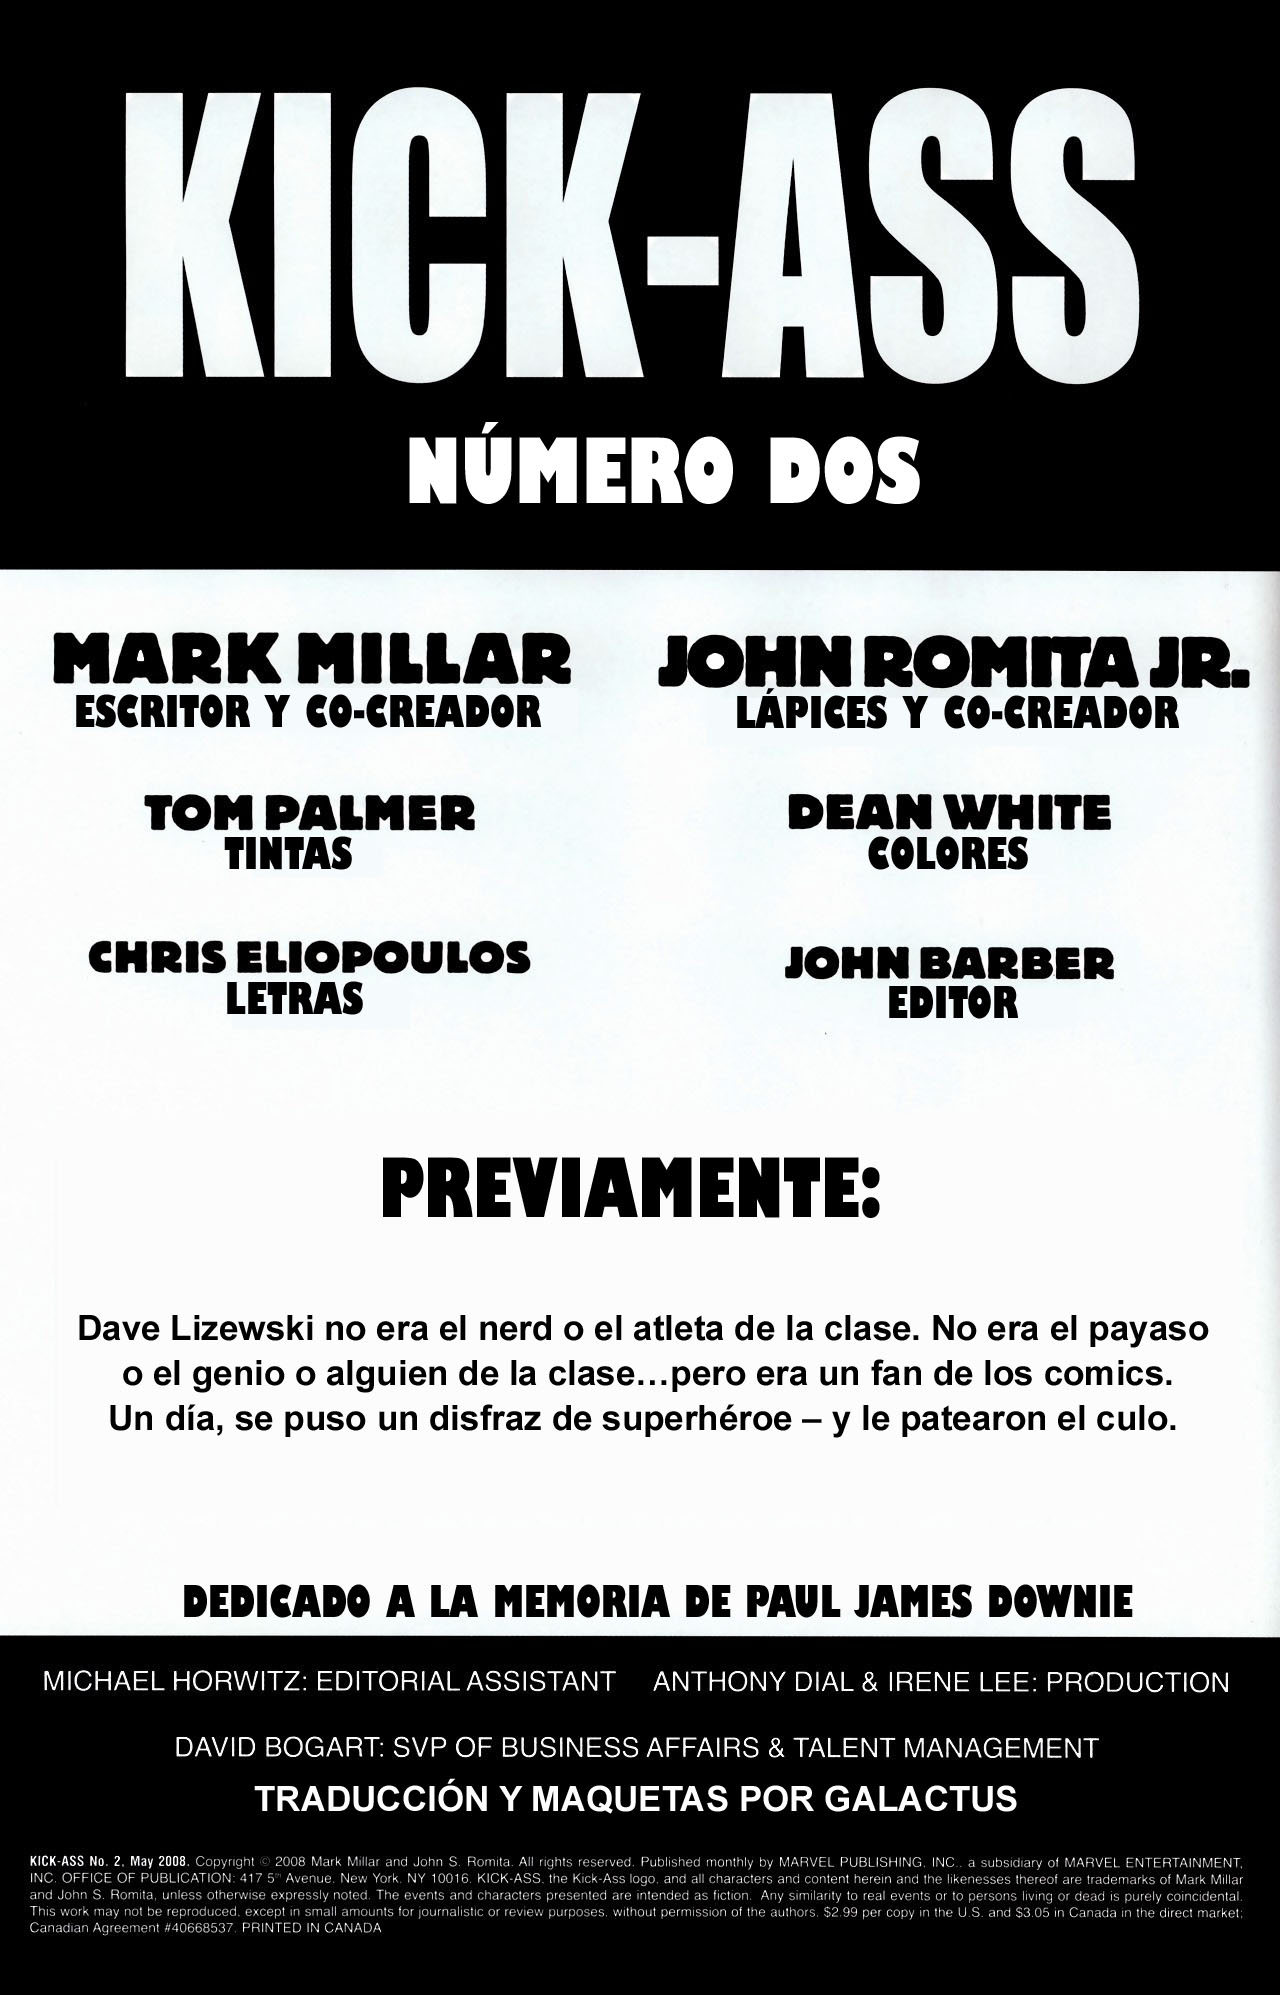 KICK-ASS
NÚMERO DOS
MARK MILLAR
ESCRITOR Y CO-CREADOR
JOHN ROMITA JR.
LÁPICES Y CO-CREADOR
TOM PALMER
TINTAS
DEAN WHITE
COLORES
CHRIS ELIOPOULOS
LETRAS
JOHN BARBER
EDITOR
PREVIAMENTE:
Dave Lizewski no era el nerd o el atleta de la clase. No era el payaso
o el genio o alguien de la clase…pero era un fan de los comics.
Un día, se puso un disfraz de superhéroe – y le patearon el culo.
DEDICADO A LA MEMORIA DE PAUL JAMES DOWNIE
MICHAEL HORWITZ: EDITORIAL ASSISTANT ANTHONY DIAL & IRENE LEE: PRODUCTION
DAVID BOGART: SVP OF BUSINESS AFFAIRS & TALENT MANAGEMENT
TRADUCCIÓN Y MAQUETAS POR GALACTUS
KICK-ASS No. 2, May 2008. Copyright © 2008 Mark Millar and John S. Romita. All rights reserved. Published monthly by MARVEL PUBLISHING, INC., a subsidiary of MARVEL ENTERTAINMENT,
INC. OFFICE OF PUBLICATION: 417 5th Avenue, New York, NY 10016. KICK-ASS, the Kick-Ass logo, and all characters and content herein and the likenesses thereof are trademarks of Mark Millar
and John S. Romita, unless otherwise expressly noted. The events and characters presented are intended as fiction. Any similarity to real events or to persons living or dead is purely coincidental.
This work may not be reproduced, except in small amounts for journalistic or review purposes, without permission of the authors. $2.99 per copy in the U.S. and $3.05 in Canada in the direct market;
Canadian Agreement #40668537. PRINTED IN CANADA